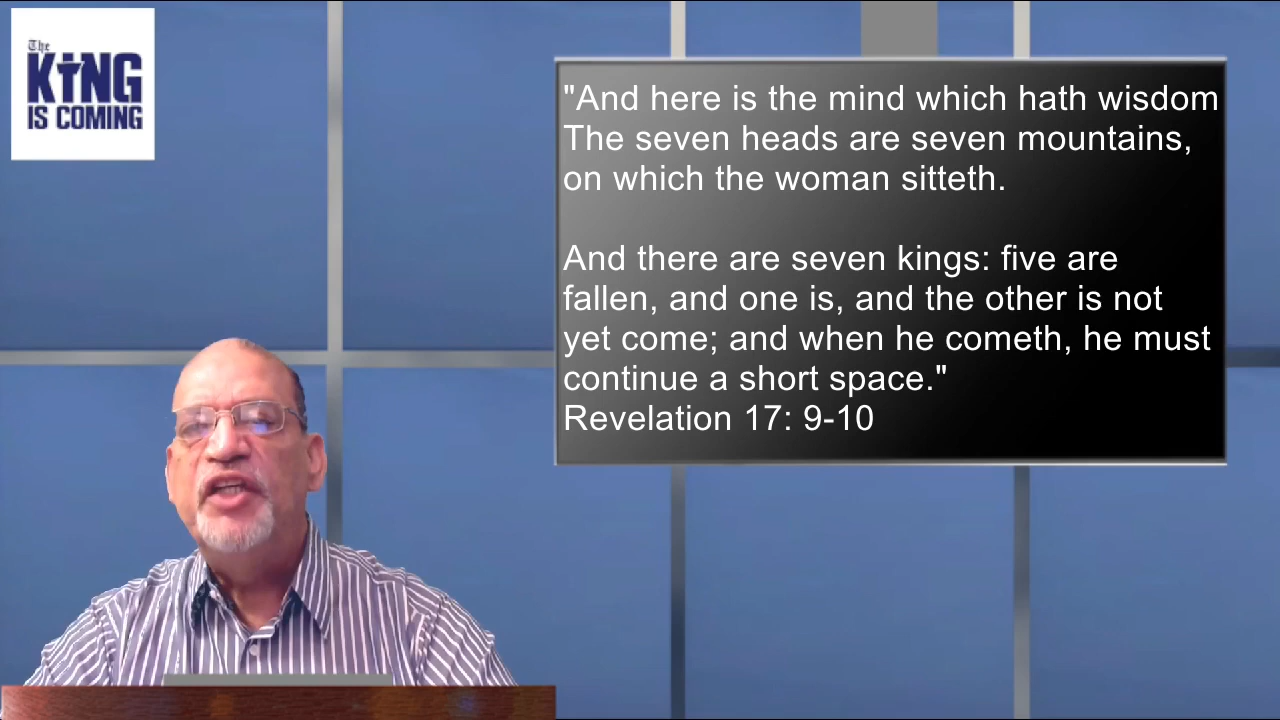 The
KING
IS COMING
"And here is the mind which hath wisdom
The seven heads are seven mountains,
on which the woman sitteth.
And there are seven kings: five are
fallen, and one is, and the other is not
yet come; and when he cometh, he must
continue a short space."
Revelation 17: 9-10